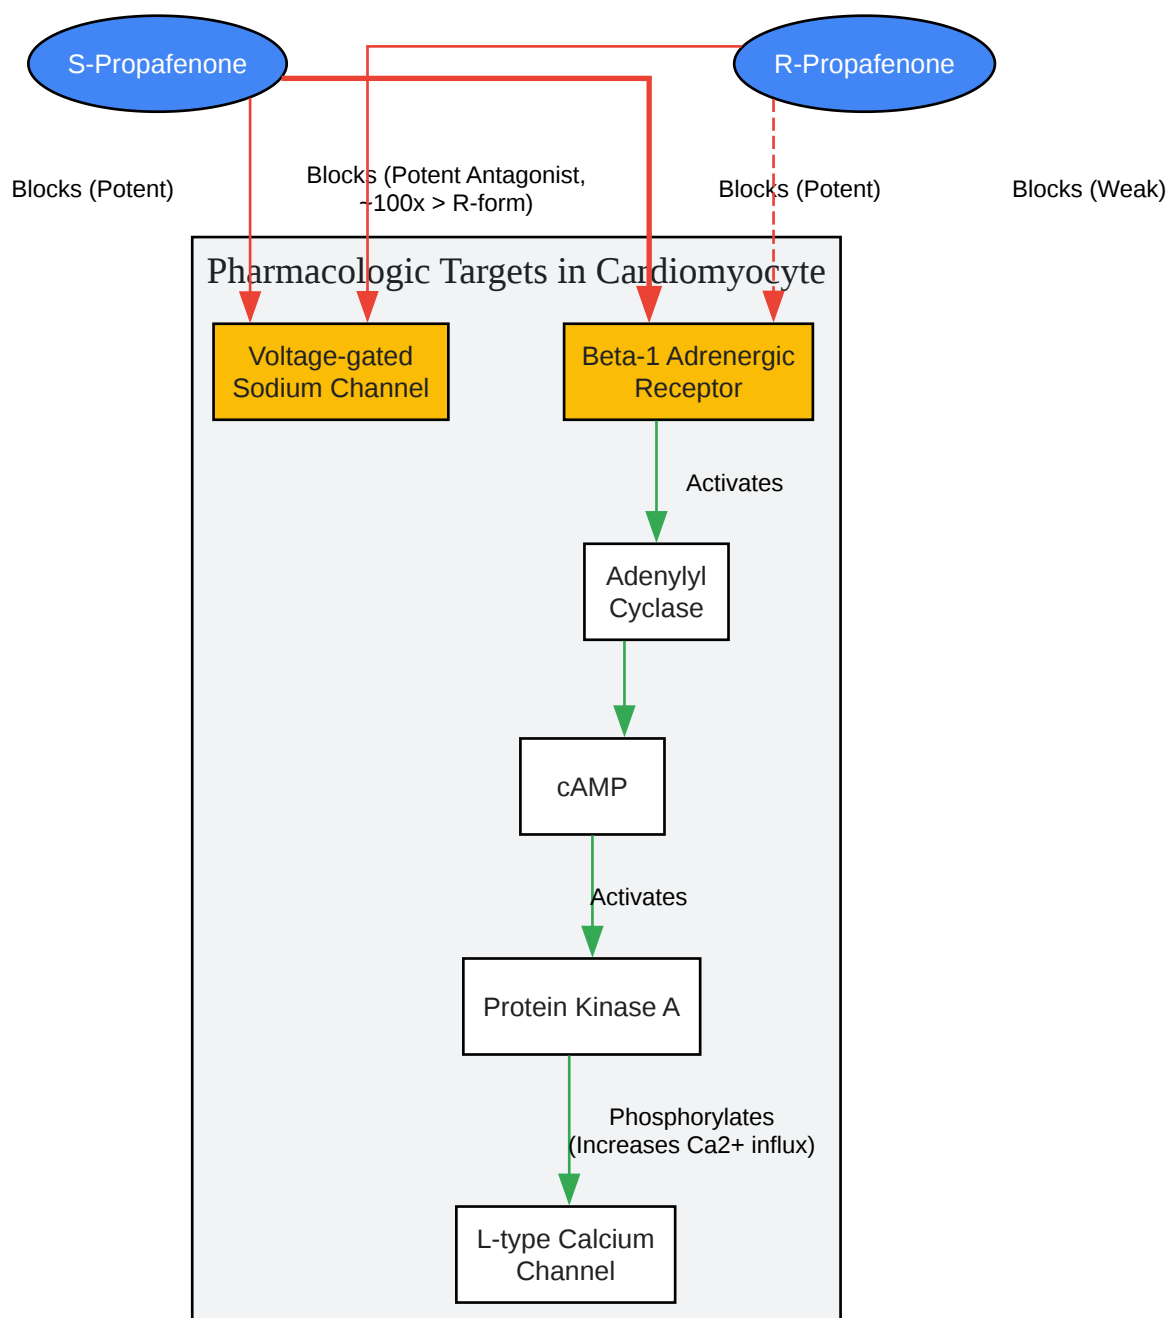 S-Propafenone
R-Propafenone
Blocks (Potent)
Blocks (Potent Antagonist,
~100x > R-form)
Blocks (Potent)
Blocks (Weak)
Pharmacologic Targets in Cardiomyocyte
Voltage-gated
Sodium Channel
Beta-1 Adrenergic
Receptor
Activates
Adenylyl
Cyclase
cAMP
Activates
Protein Kinase A
Phosphorylates
(Increases Ca2+ influx)
L-type Calcium
Channel